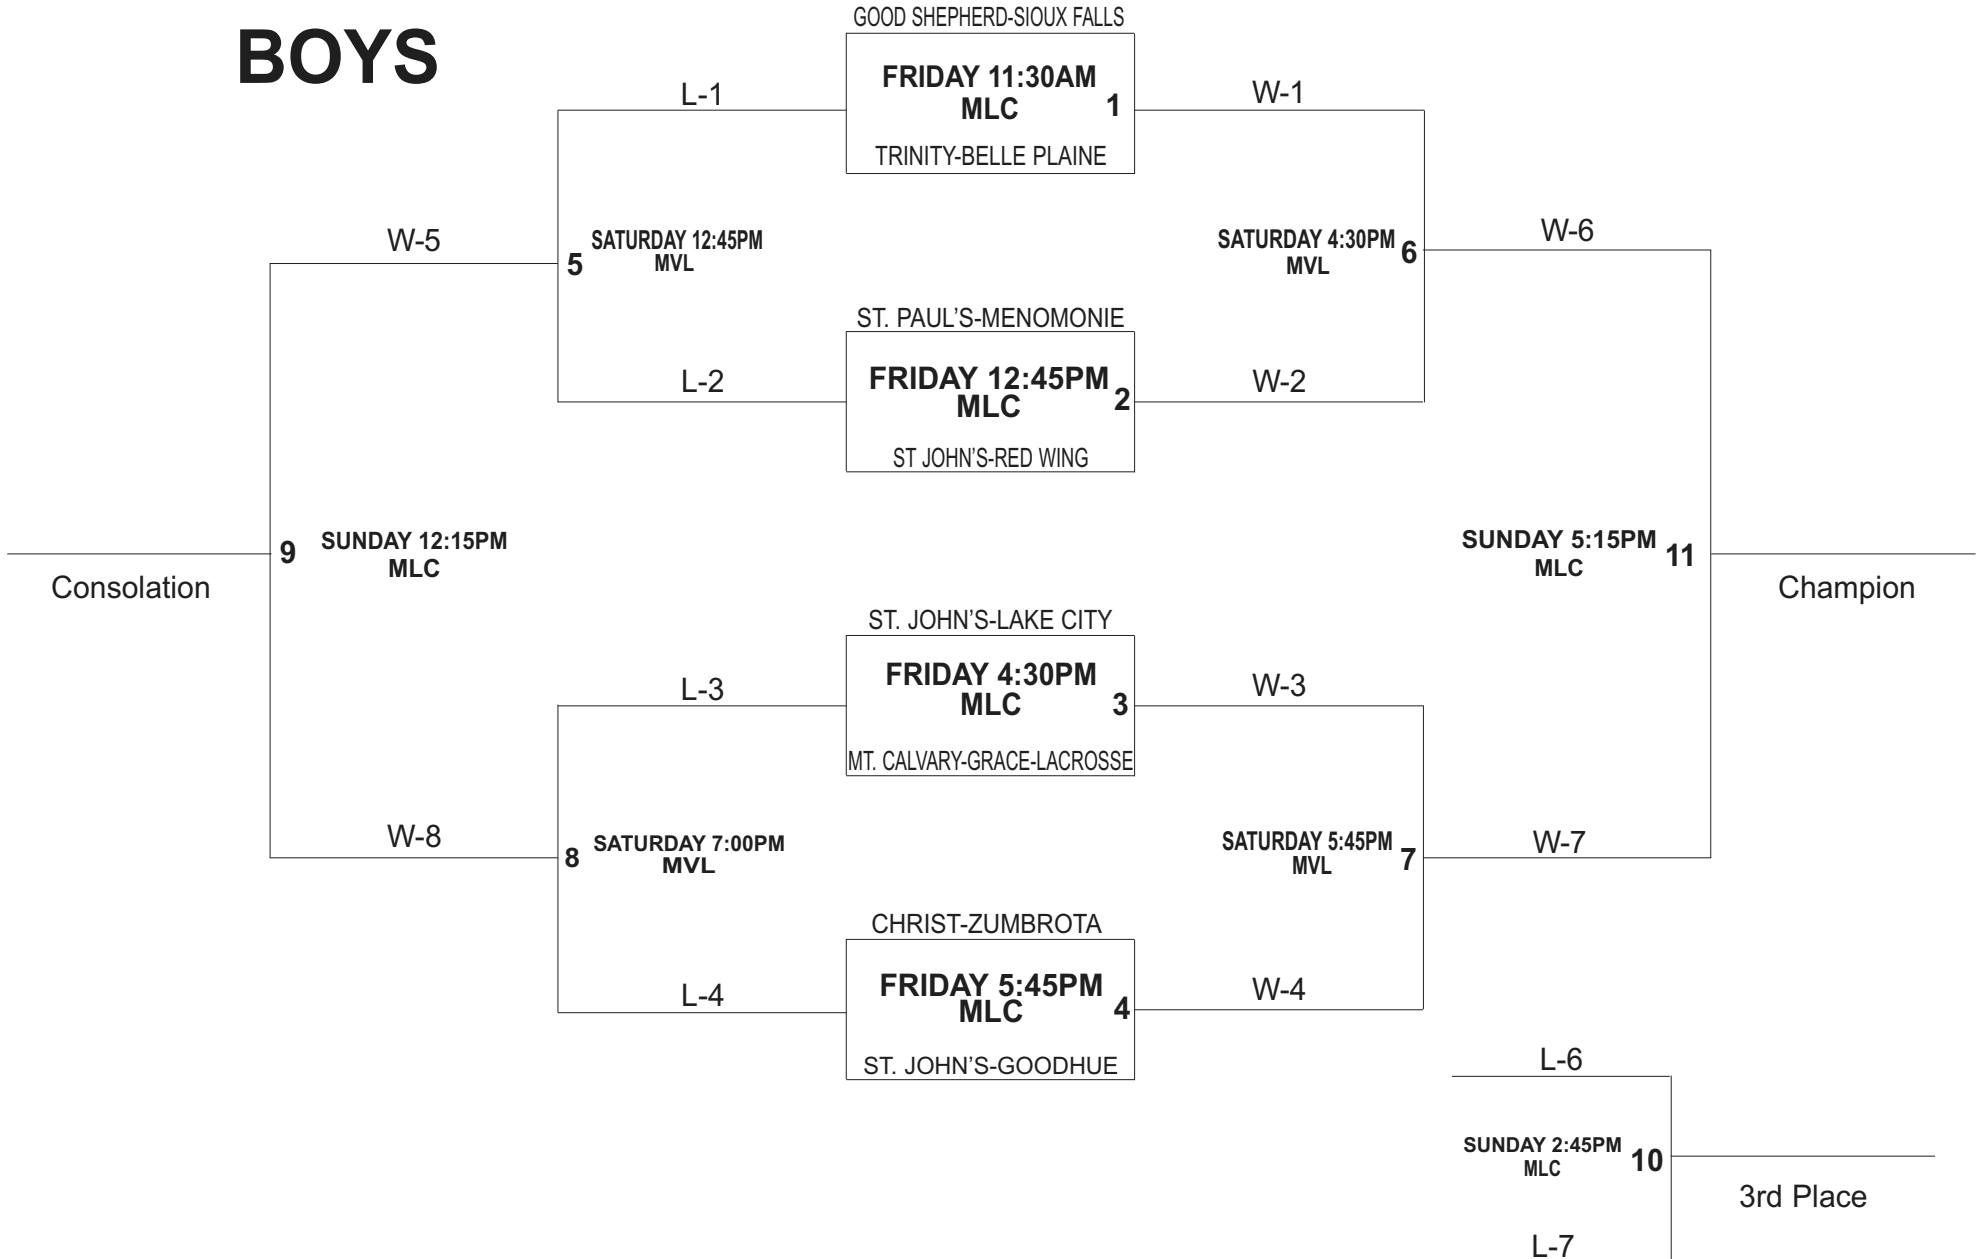 BOYS
GOOD SHEPHERD-SIOUX FALLS
FRIDAY 11:30AM
MLC 1
TRINITY-BELLE PLAINE
L-1
W-1
W-5
5 SATURDAY 12:45PM
MVL
SATURDAY 4:30PM 6
MVL
W-6
ST. PAUL’S-MENOMONIE
FRIDAY 12:45PM
MLC 2
ST JOHN’S-RED WING
L-2
W-2
9 SUNDAY 12:15PM
MLC
Consolation
SUNDAY 5:15PM 11
MLC
Champion
ST. JOHN’S-LAKE CITY
FRIDAY 4:30PM
MLC 3
MT. CALVARY-GRACE-LACROSSE
L-3
W-3
W-8
8 SATURDAY 7:00PM
MVL
SATURDAY 5:45PM 7
MVL
W-7
CHRIST-ZUMBROTA
FRIDAY 5:45PM
MLC 4
ST. JOHN’S-GOODHUE
L-4
W-4
L-6
SUNDAY 2:45PM 10
MLC
3rd Place
L-7